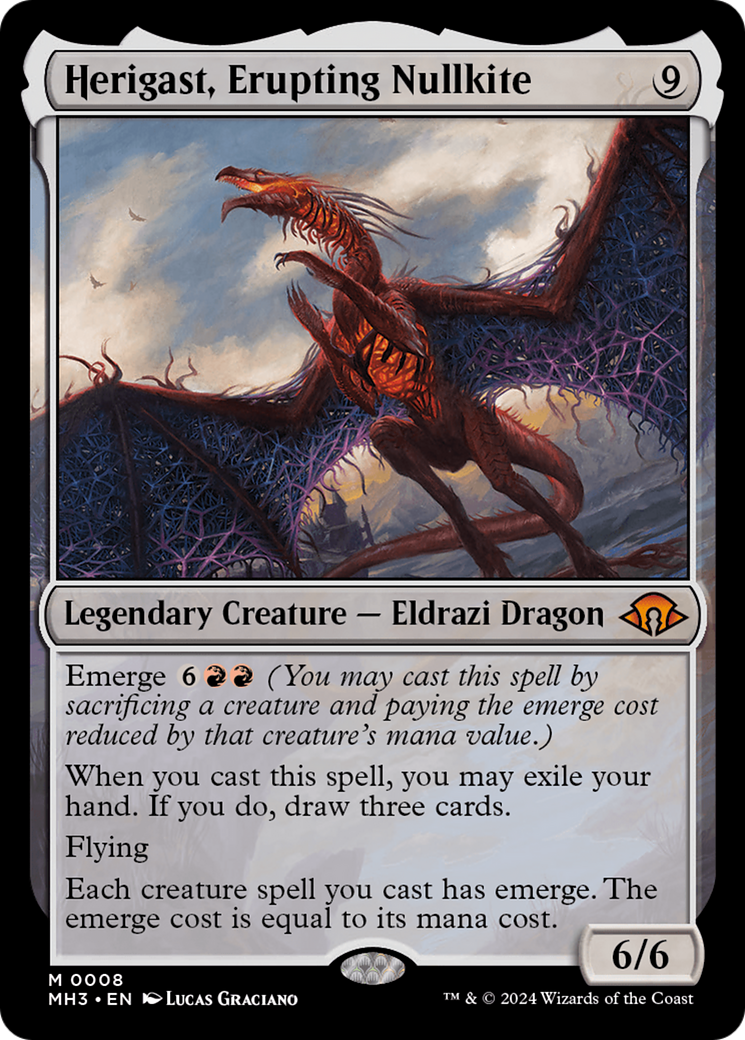 Herigast, Erupting Nullkite 9
Legendary Creature — Eldrazi Dragon
Emerge 6 (You may cast this spell by
sacrificing a creature and paying the emerge cost
reduced by that creature's mana value.)
When you cast this spell, you may exile your
hand. If you do, draw three cards.
Flying
Each creature spell you cast has emerge. The
emerge cost is equal to its mana cost.
6/6
M 0008
MH3 • EN Lucas Graciano
™ & © 2024 Wizards of the Coast